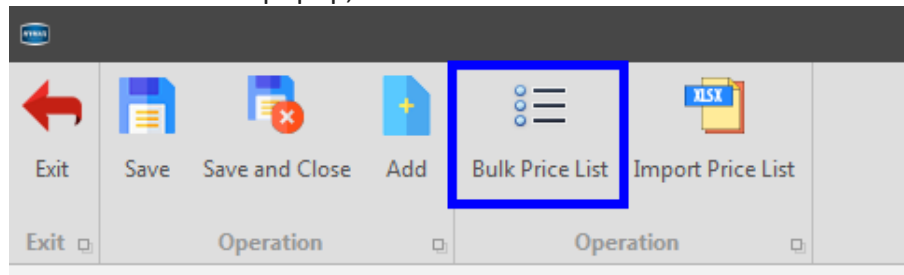 XLSX
Exit Save Save and Close Add Bulk Price List Import Price List
Exit Operation Operation